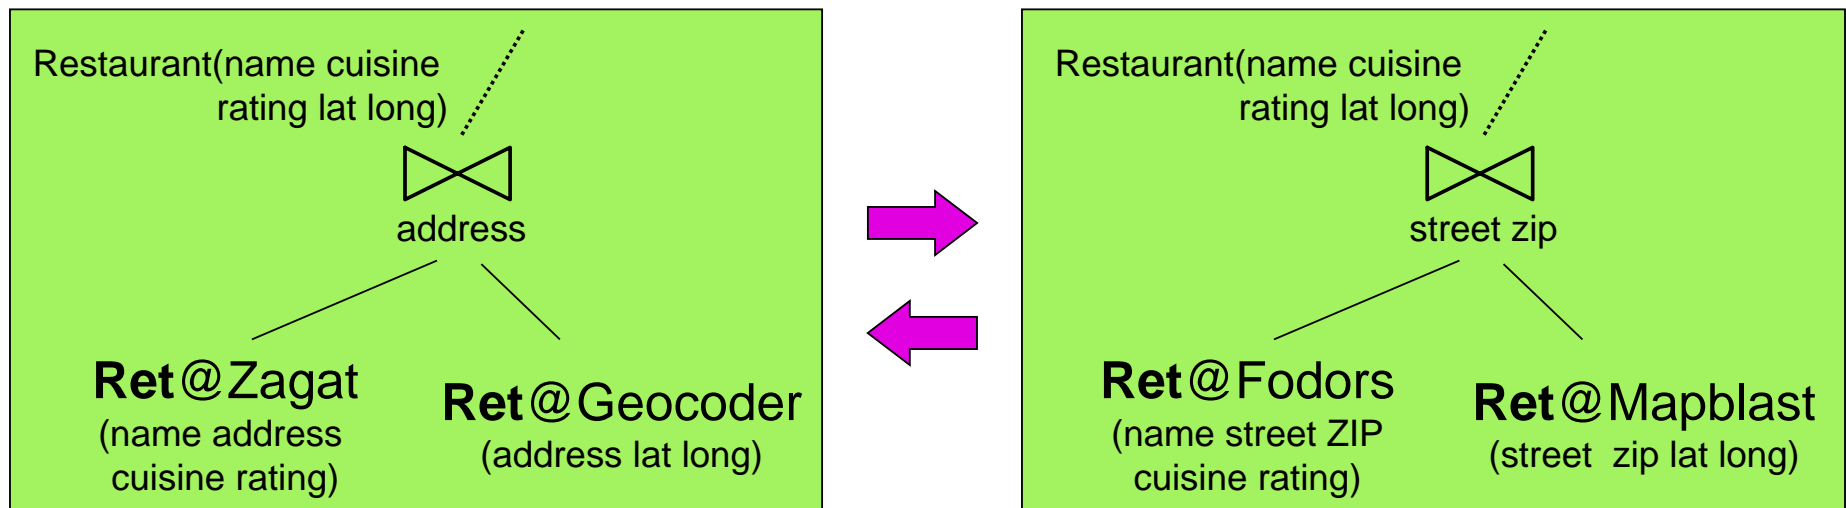 Restaurant(name cuisine
rating lat long)
address
Ret@Zagat
(name address
cuisine rating)
Ret@Geocoder
(address lat long)
Restaurant(name cuisine
rating lat long)
street zip
Ret@Fodors
(name street ZIP
cuisine rating)
Ret@Mapblast
(street zip lat long)